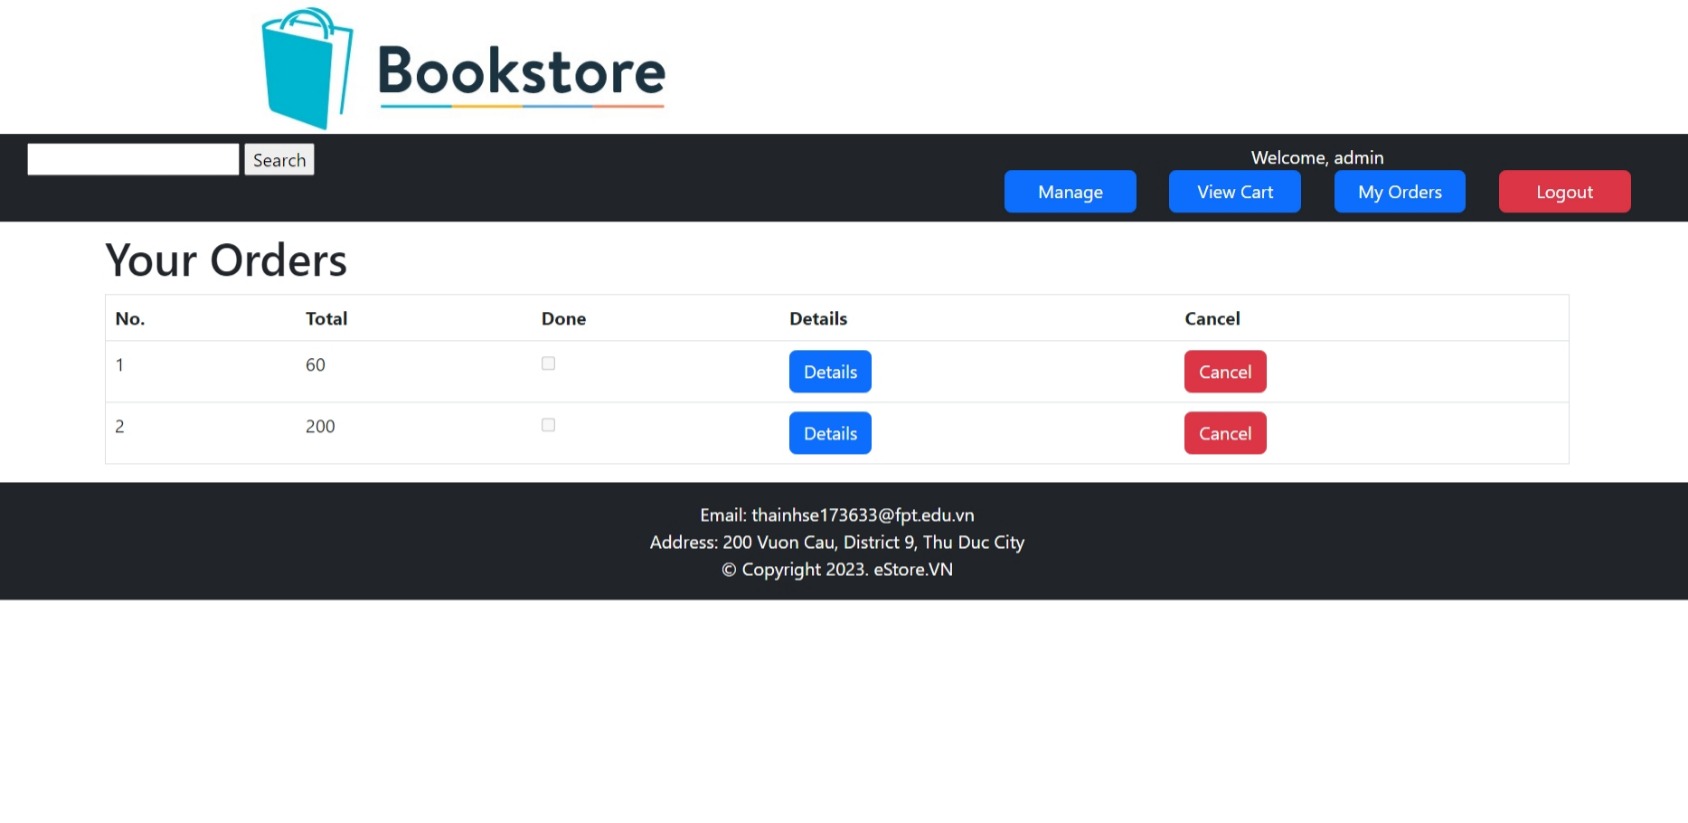 Bookstore
Search
Welcome, admin
Manage View Cart My Orders Logout
Your Orders
No. Total Done Details Cancel
1 60 Details Cancel
2 200 Details Cancel
Email: thainhse173633@fpt.edu.vn
Address: 200 Vuon Cau, District 9, Thu Duc City
© Copyright 2023. eStore.VN